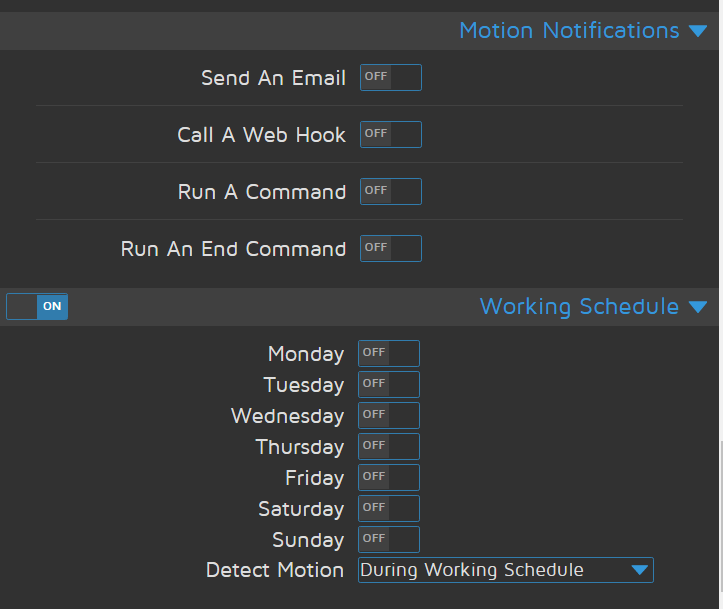 Motion Notifications
Send An Email OFF
Call A Web Hook OFF
Run A Command OFF
Run An End Command OFF
ON Working Schedule
Monday OFF
Tuesday OFF
Wednesday OFF
Thursday OFF
Friday OFF
Saturday OFF
Sunday OFF
Detect Motion During Working Schedule